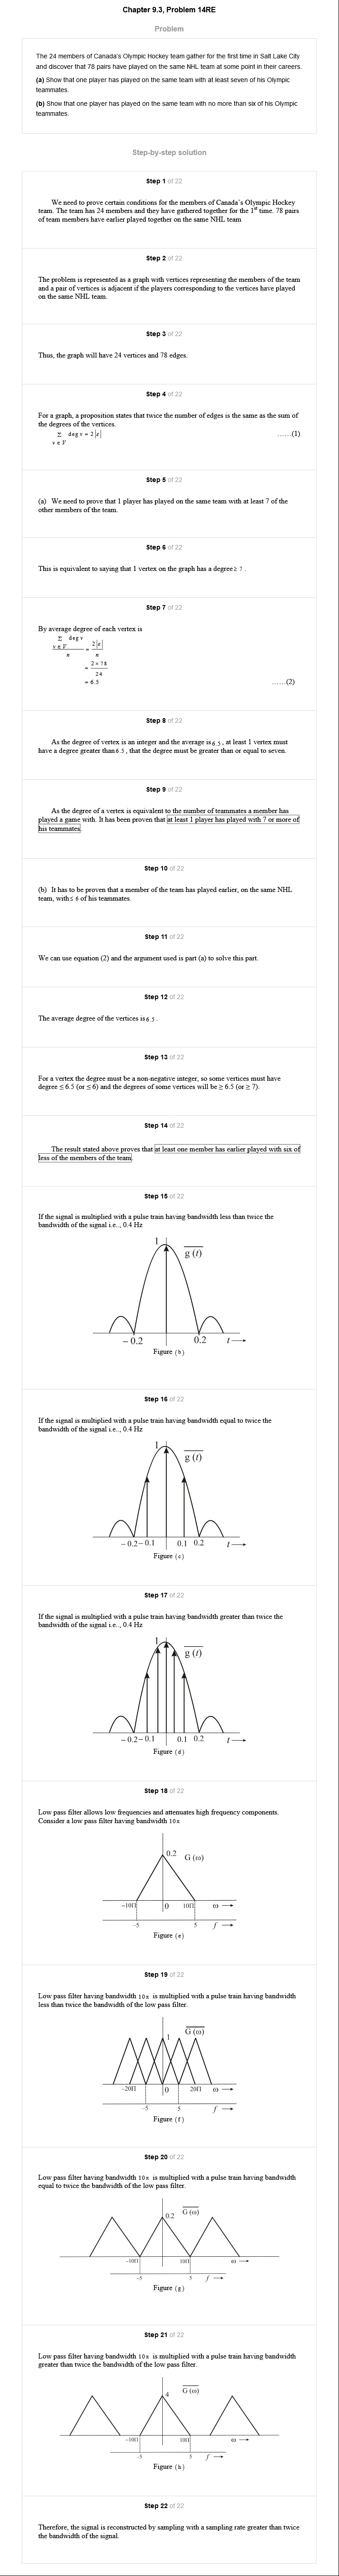 Chapter 9.3, Problem 14RE
Problem
The 24 members of Canada's Olympic Hockey team gather for the first time in Salt Lake City
and discover that 78 pairs have played on the same NHL team at some point in their careers.
(a) Show that one player has played on the same team with at least seven of his Olympic
teammates.
(b) Show that one player has played on the same team with no more than six of his Olympic
teammates.
Step-by-step solution
Step 1 of 22
We need to prove certain conditions for the members of Canada's Olympic Hockey
team. The team has 24 members and they have gathered together for the 1st time. 78 pairs
of team members have earlier played together on the same NHL team
Step 2 of 22
The problem is represented as a graph with vertices representing the members of the team
and a pair of vertices is adjacent if the players corresponding to the vertices have played
on the same NHL team.
Step 3 of 22
Thus, the graph will have 24 vertices and 78 edges.
Step 4 of 22
For a graph, a proposition states that twice the number of edges is the same as the sum of
the degrees of the vertices.
Σ deg v = 2|ε| ……(1)
v ε V
Step 5 of 22
(a) We need to prove that 1 player has played on the same team with at least 7 of the
other members of the team.
Step 6 of 22
This is equivalent to saying that 1 vertex on the graph has a degree ≥ 7 .
Step 7 of 22
By average degree of each vertex is
Σ deg v
v ε V = 2|ε|
n n
= 2 × 78
24
= 6.5 ……(2)
Step 8 of 22
As the degree of vertex is an integer and the average is 6.5 , at least 1 vertex must
have a degree greater than 6.5 , that the degree must be greater than or equal to seven.
Step 9 of 22
As the degree of a vertex is equivalent to the number of teammates a member has
played a game with. It has been proven that at least 1 player has played with 7 or more of
his teammates.
Step 10 of 22
(b) It has to be proven that a member of the team has played earlier, on the same NHL
team, with ≤ 6 of his teammates.
Step 11 of 22
We can use equation (2) and the argument used is part (a) to solve this part.
Step 12 of 22
The average degree of the vertices is 6.5 .
Step 13 of 22
For a vertex the degree must be a non-negative integer, so some vertices must have
degree ≤ 6.5 (or ≤ 6) and the degrees of some vertices will be ≥ 6.5 (or ≥ 7).
Step 14 of 22
The result stated above proves that at least one member has earlier played with six of
less of the members of the team.
Step 15 of 22
If the signal is multiplied with a pulse train having bandwidth less than twice the
bandwidth of the signal i.e.., 0.4 Hz
1 g (t)
– 0.2 0.2 t
Figure (b)
Step 16 of 22
If the signal is multiplied with a pulse train having bandwidth equal to twice the
bandwidth of the signal i.e.., 0.4 Hz
1 g (t)
– 0.2 – 0.1 0.1 0.2 t
Figure (c)
Step 17 of 22
If the signal is multiplied with a pulse train having bandwidth greater than twice the
bandwidth of the signal i.e.., 0.4 Hz
1 g (t)
– 0.2 – 0.1 0.1 0.2 t
Figure (d)
Step 18 of 22
Low pass filter allows low frequencies and attenuates high frequency components.
Consider a low pass filter having bandwidth 10π
0.2 G (ω)
–10Π 0 10Π ω
–5 5 f
Figure (e)
Step 19 of 22
Low pass filter having bandwidth 10π is multiplied with a pulse train having bandwidth
less than twice the bandwidth of the low pass filter.
G (ω)
1
–20Π 0 20Π ω
–5 5 f
Figure (f)
Step 20 of 22
Low pass filter having bandwidth 10π is multiplied with a pulse train having bandwidth
equal to twice the bandwidth of the low pass filter.
G (ω)
0.2
–10Π 10Π ω
–5 5 f
Figure (g)
Step 21 of 22
Low pass filter having bandwidth 10π is multiplied with a pulse train having bandwidth
greater than twice the bandwidth of the low pass filter.
G (ω)
4
–10Π 10Π ω
–5 5 f
Figure (h)
Step 22 of 22
Therefore, the signal is reconstructed by sampling with a sampling rate greater than twice
the bandwidth of the signal.